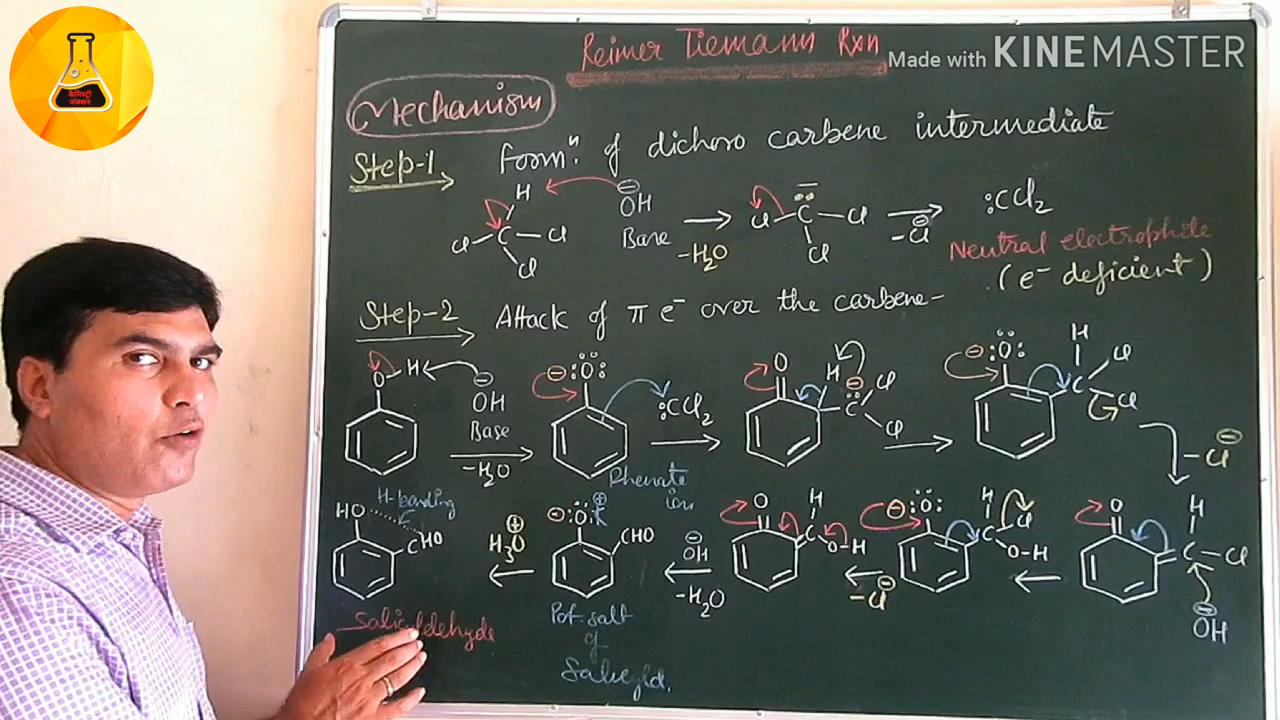 कैमिस्ट्री
जंक्शन
Reimer Tiemann Rxn
Made with KINEMASTER
Mechanism
Step-1 Formⁿ. of dichoro carbene intermediate
H ⊖OH
Cl C Cl Cl Base -H₂O Cl C Cl Cl -Cl⊖ :CCl₂
Neutral electrophile
(e⁻ deficient)
Step-2 Attack of π e⁻ over the carbene-
O H ⊖OH Base -H₂O ⊖:O: :CCl₂ O H ⊖C Cl Cl ⊖:O: H C Cl Cl
Phenate ion
-Cl⊖
HO H-bonding CHO H₃O⊕ ⊖:O: K⊕ CHO ⊖OH -H₂O O H C O-H -Cl⊖ ⊖:O: H C Cl O-H O H C Cl ⊖OH
Salicyldehyde
Pot. salt
of
Salicyld.